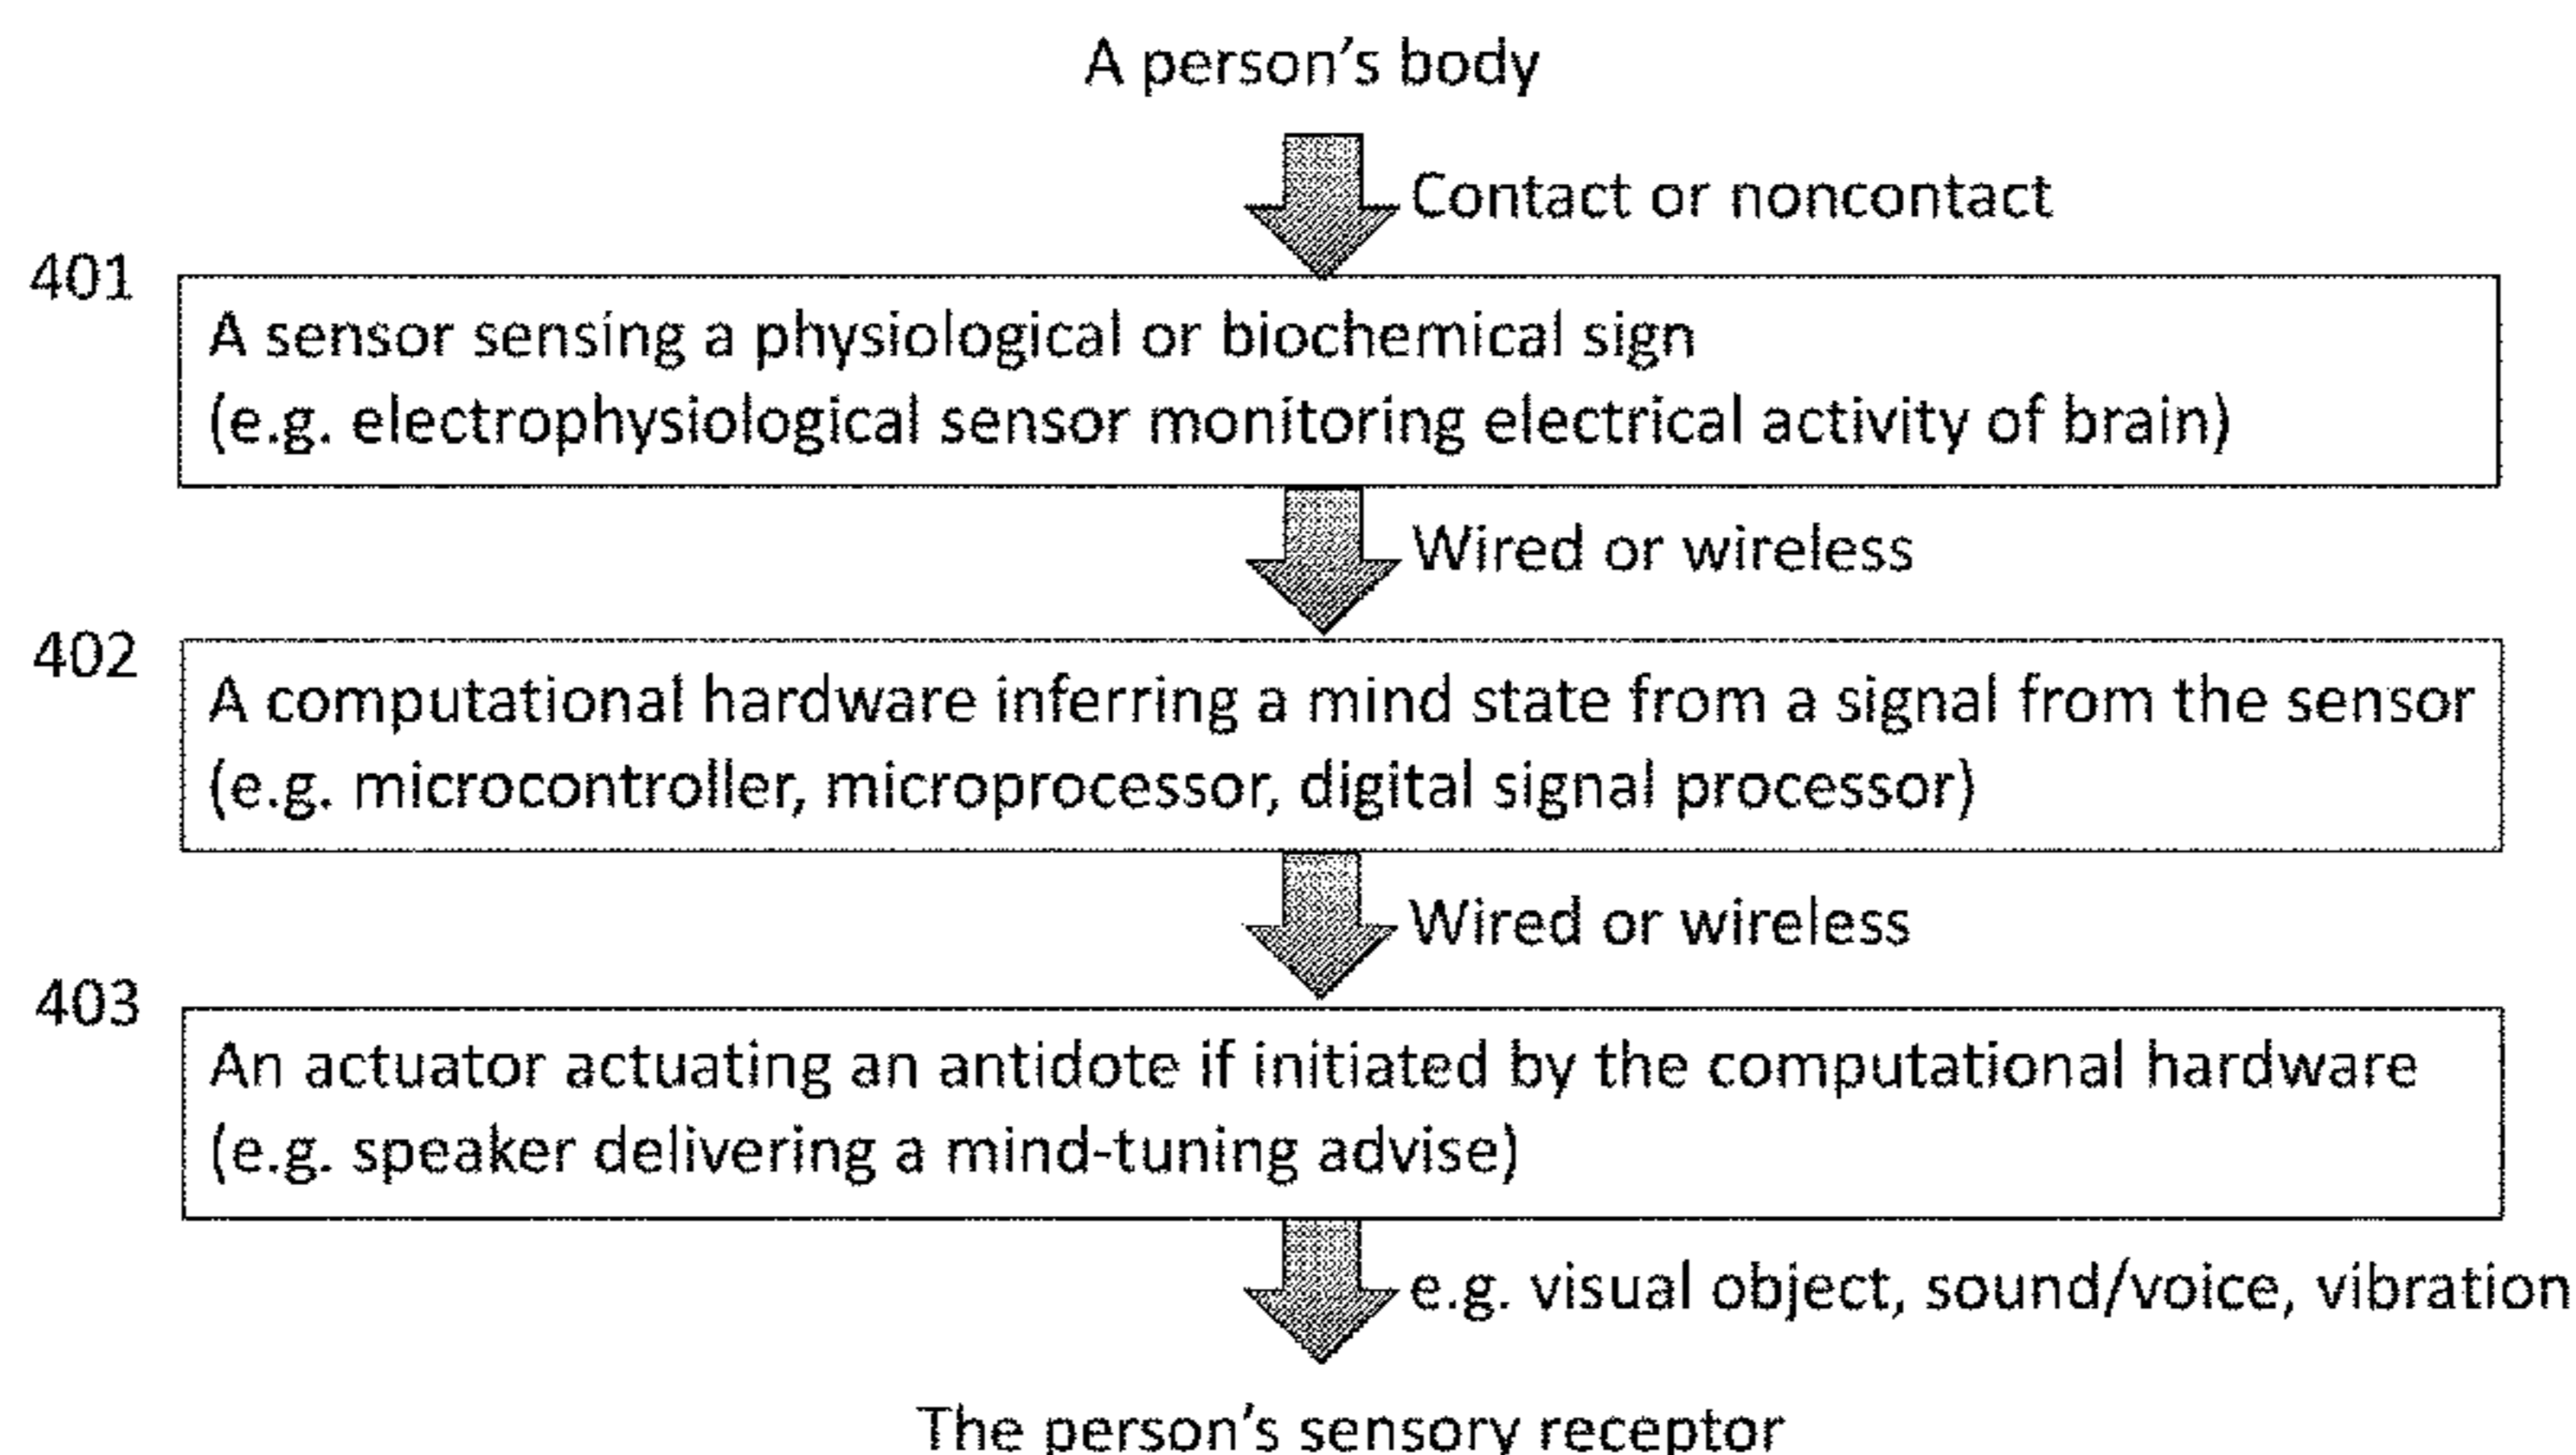 A person's body
Contact or noncontact
401
A sensor sensing a physiological or biochemical sign
(e.g. electrophysiological sensor monitoring electrical activity of brain)
Wired or wireless
402
A computational hardware inferring a mind state from a signal from the sensor
(e.g. microcontroller, microprocessor, digital signal processor)
Wired or wireless
403
An actuator actuating an antidote if initiated by the computational hardware
(e.g. speaker delivering a mind-tuning advise)
e.g. visual object, sound/voice, vibration
The person's sensory receptor